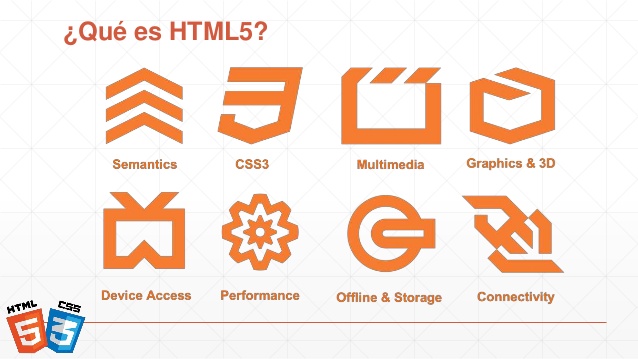 ¿Qué es HTML5?
Semantics CSS3 Multimedia Graphics & 3D
Device Access Performance Offline & Storage Connectivity
HTML CSS
5 3